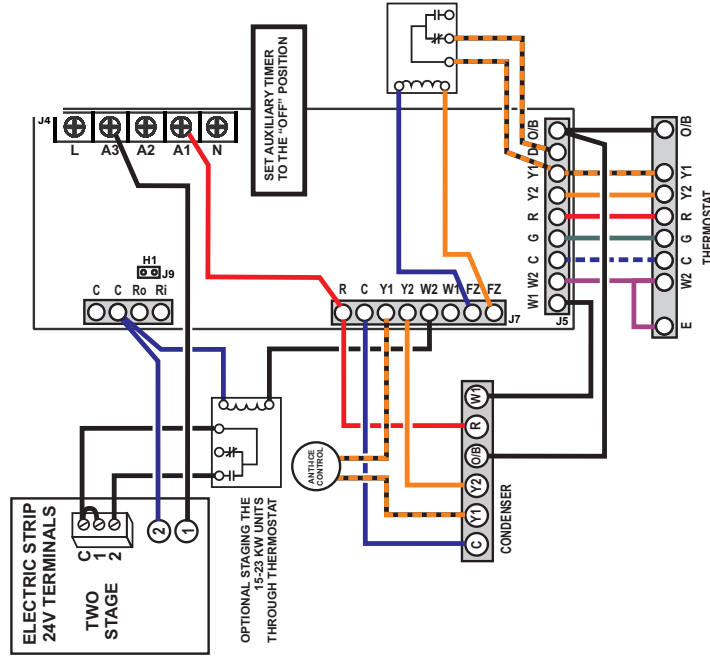 J4
L A3 A2 A1 N
SET AUXILIARY TIMER
TO THE “OFF” POSITION
H1
J9
C C Ro Ri
R C Y1 Y2 W2 W1 FZ FZ
J7
W1 W2 C G R Y2 Y1 D O/B
J5
E W2 C G R Y2 Y1 O/B
THERMOSTAT
ANTI-ICE
CONTROL
C Y1 Y2 O/B R W1
CONDENSER
ELECTRIC STRIP
24V TERMINALS
TWO
STAGE
C
1
2
2
1
OPTIONAL STAGING THE
15-23 KW UNITS
THROUGH THERMOSTAT